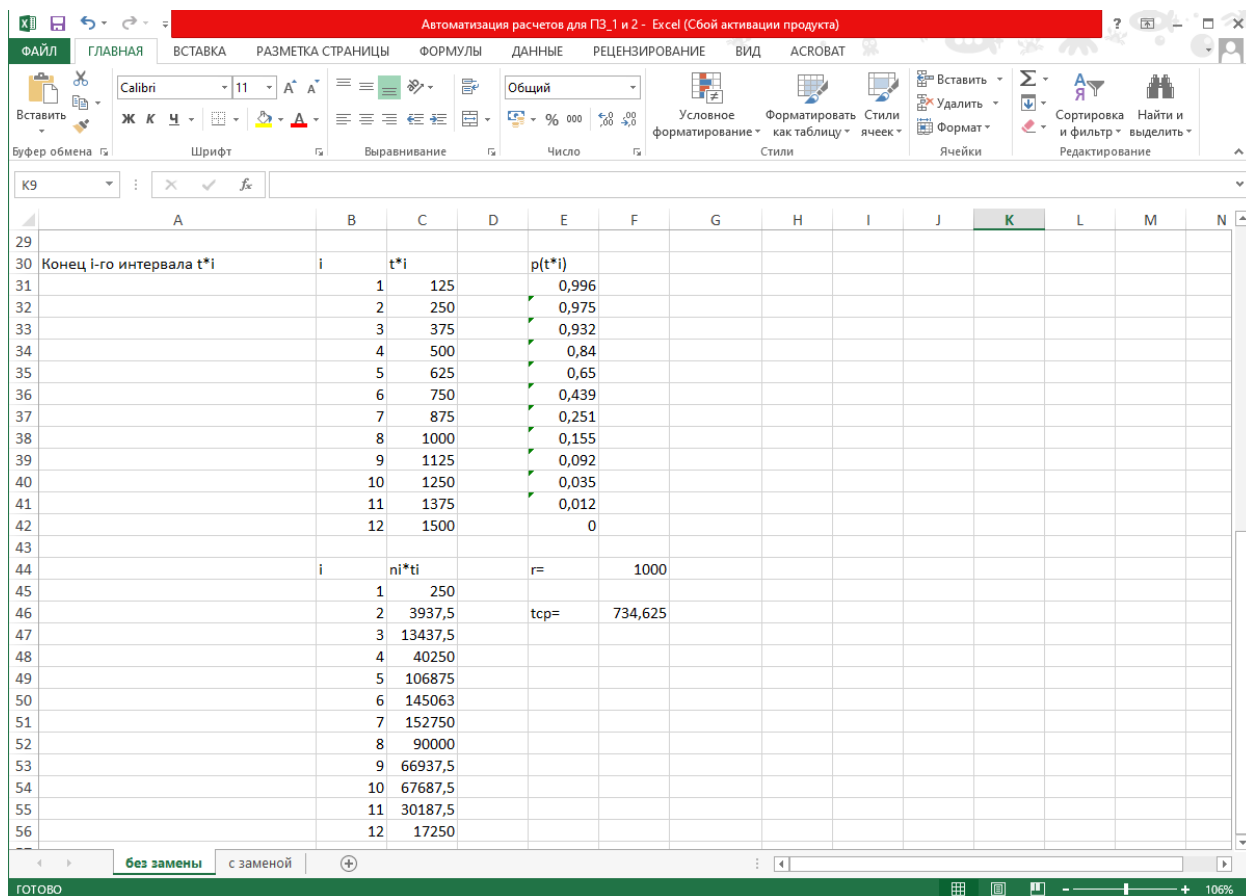 Автоматизация расчетов для ПЗ_1 и 2 - Excel (Сбой активации продукта)
ФАЙЛ ГЛАВНАЯ ВСТАВКА РАЗМЕТКА СТРАНИЦЫ ФОРМУЛЫ ДАННЫЕ РЕЦЕНЗИРОВАНИЕ ВИД ACROBAT
Вставить
Calibri 11
Ж К Ч
Общий
% 000
Условное форматирование
Форматировать как таблицу
Стили ячеек
Вставить
Удалить
Формат
Сортировка и фильтр
Найти и выделить
Буфер обмена Шрифт Выравнивание Число Стили Ячейки Редактирование
K9 fx
A B C D E F G H I J K L M N
29
30 Конец i-го интервала t*i i t*i p(t*i)
31 1 125 0,996
32 2 250 0,975
33 3 375 0,932
34 4 500 0,84
35 5 625 0,65
36 6 750 0,439
37 7 875 0,251
38 8 1000 0,155
39 9 1125 0,092
40 10 1250 0,035
41 11 1375 0,012
42 12 1500 0
43
44 i ni*ti r= 1000
45 1 250
46 2 3937,5 tcp= 734,625
47 3 13437,5
48 4 40250
49 5 106875
50 6 145063
51 7 152750
52 8 90000
53 9 66937,5
54 10 67687,5
55 11 30187,5
56 12 17250
без замены с заменой
ГОТОВО 106%